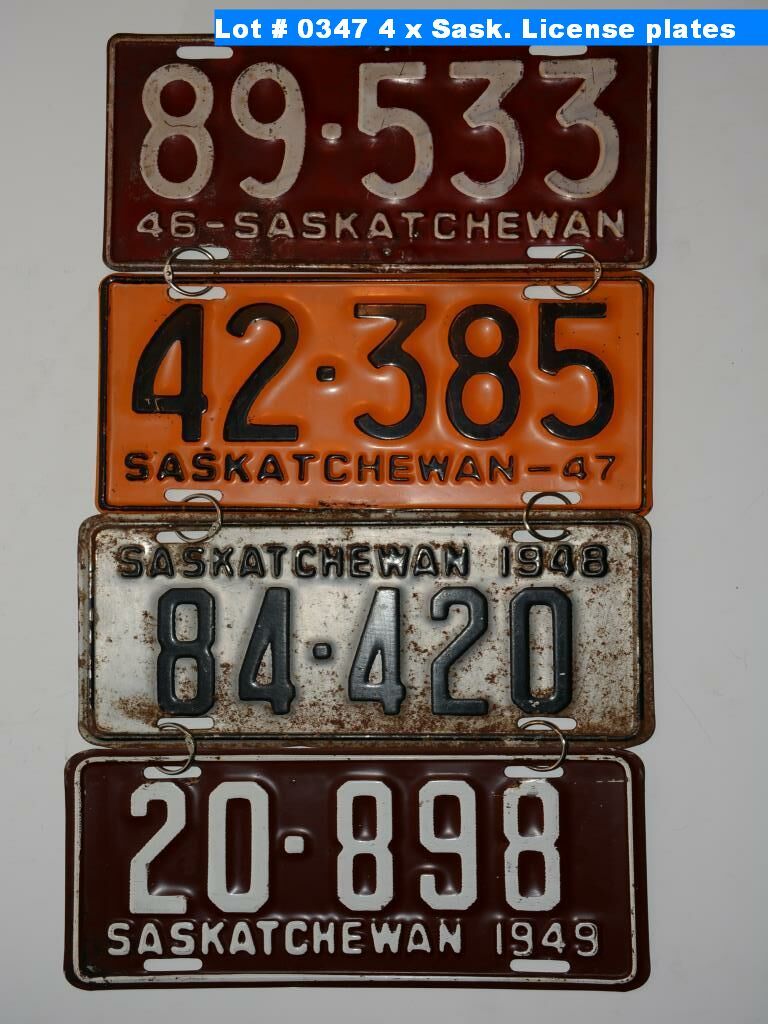 Lot # 0347 4 x Sask. License plates
89·533
46-SASKATCHEWAN
42·385
SASKATCHEWAN-47
SASKATCHEWAN 1948
84·420
20·898
SASKATCHEWAN 1949